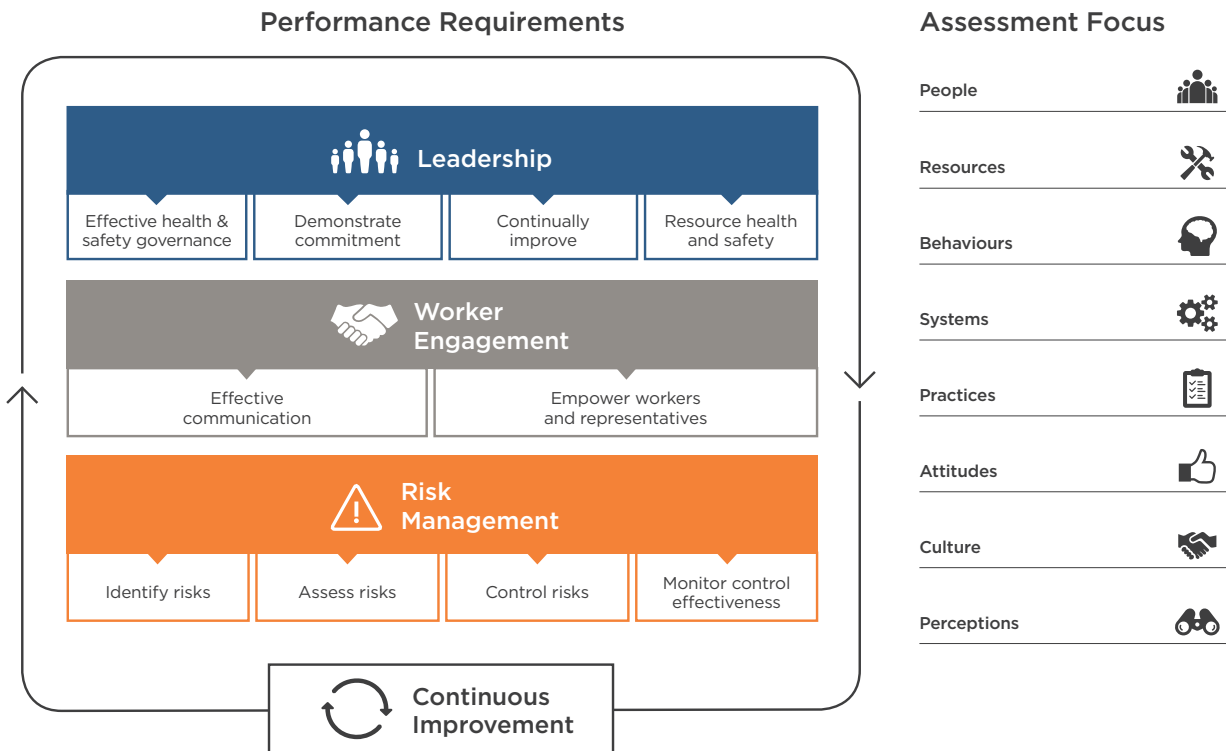 Performance Requirements
Leadership
Effective health &
safety governance
Demonstrate
commitment
Continually
improve
Resource health
and safety
Worker
Engagement
Effective
communication
Empower workers
and representatives
Risk
Management
Identify risks
Assess risks
Control risks
Monitor control
effectiveness
Continuous
Improvement
Assessment Focus
People
Resources
Behaviours
Systems
Practices
Attitudes
Culture
Perceptions